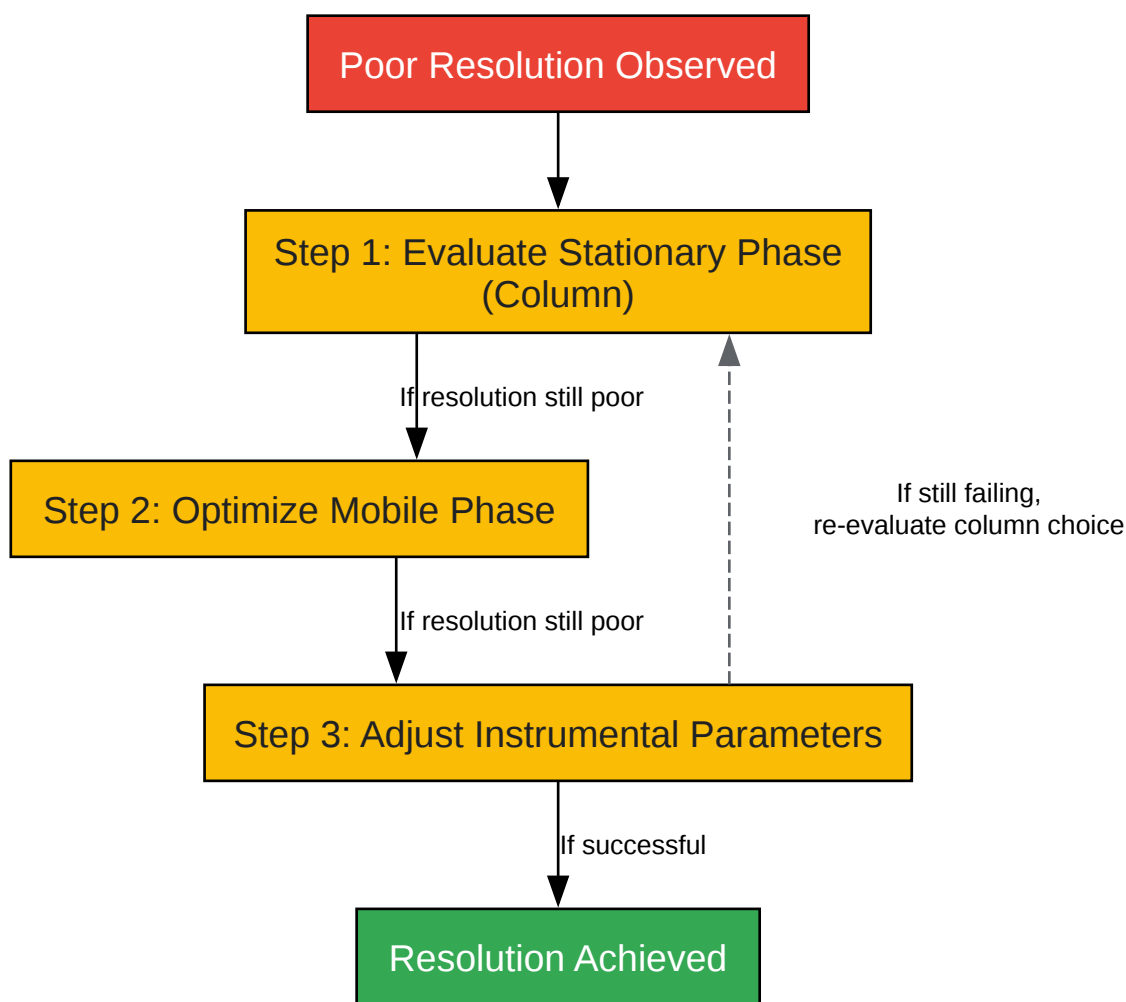 Poor Resolution Observed
Step 1: Evaluate Stationary Phase
(Column)
If resolution still poor
Step 2: Optimize Mobile Phase
If still failing,
re-evaluate column choice
If resolution still poor
Step 3: Adjust Instrumental Parameters
If successful
Resolution Achieved